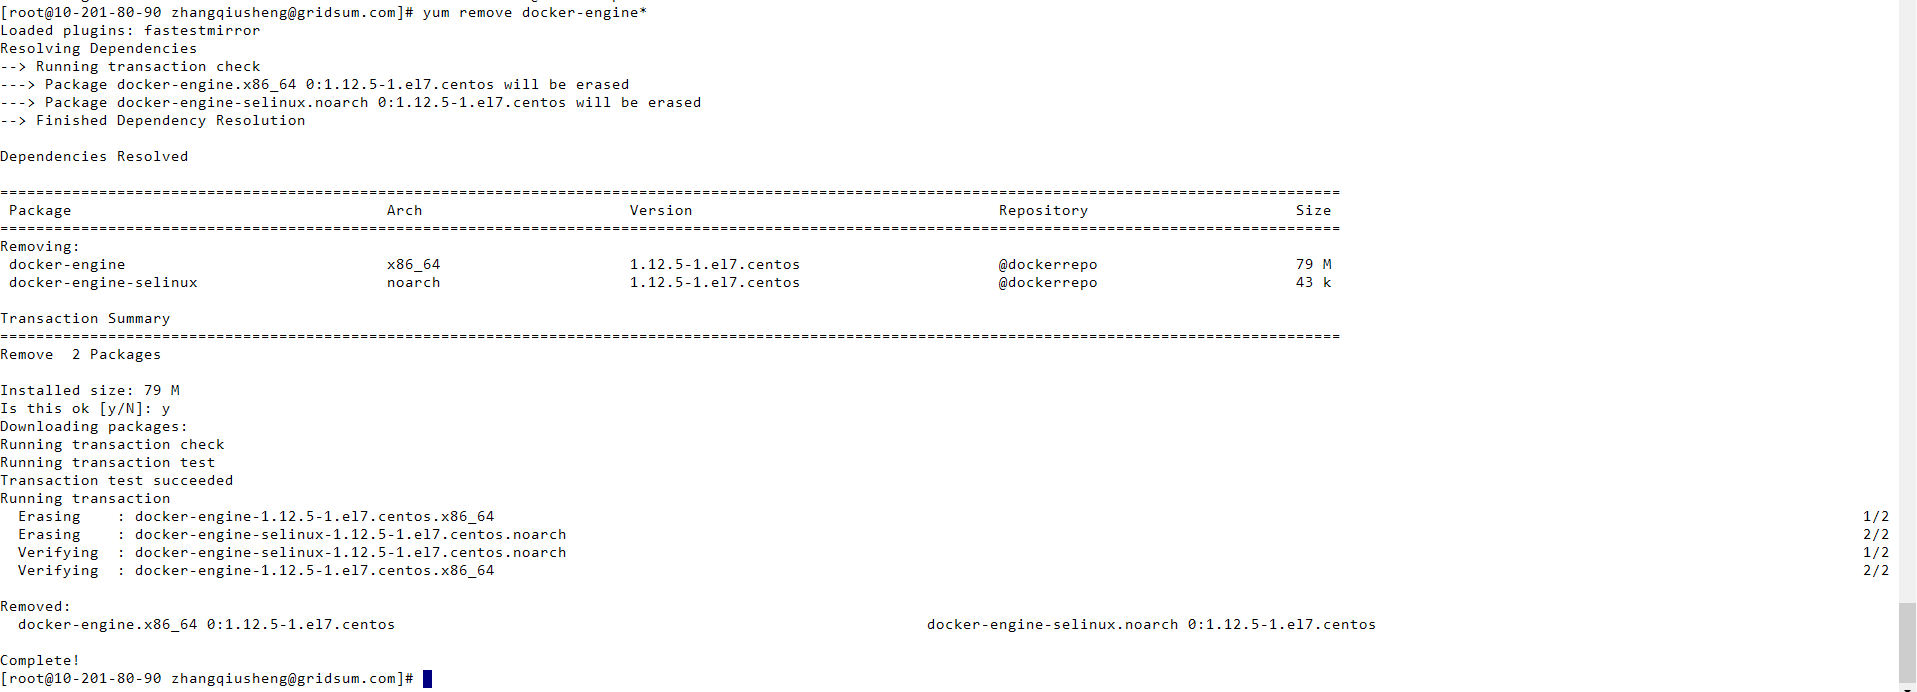 [root@10-201-80-90 zhangqiusheng@gridsum.com]# yum remove docker-engine*
Loaded plugins: fastestmirror
Resolving Dependencies
--> Running transaction check
---> Package docker-engine.x86_64 0:1.12.5-1.el7.centos will be erased
---> Package docker-engine-selinux.noarch 0:1.12.5-1.el7.centos will be erased
--> Finished Dependency Resolution

Dependencies Resolved

=====================================================================================================================================================
 Package                                   Arch                       Version                                  Repository                       Size
=====================================================================================================================================================
Removing:
 docker-engine                             x86_64                     1.12.5-1.el7.centos                      @dockerrepo                      79 M
 docker-engine-selinux                     noarch                     1.12.5-1.el7.centos                      @dockerrepo                      43 k

Transaction Summary
=====================================================================================================================================================
Remove  2 Packages

Installed size: 79 M
Is this ok [y/N]: y
Downloading packages:
Running transaction check
Running transaction test
Transaction test succeeded
Running transaction
  Erasing    : docker-engine-1.12.5-1.el7.centos.x86_64 1/2
  Erasing    : docker-engine-selinux-1.12.5-1.el7.centos.noarch 2/2
  Verifying  : docker-engine-selinux-1.12.5-1.el7.centos.noarch 1/2
  Verifying  : docker-engine-1.12.5-1.el7.centos.x86_64 2/2

Removed:
  docker-engine.x86_64 0:1.12.5-1.el7.centos docker-engine-selinux.noarch 0:1.12.5-1.el7.centos

Complete!
[root@10-201-80-90 zhangqiusheng@gridsum.com]#